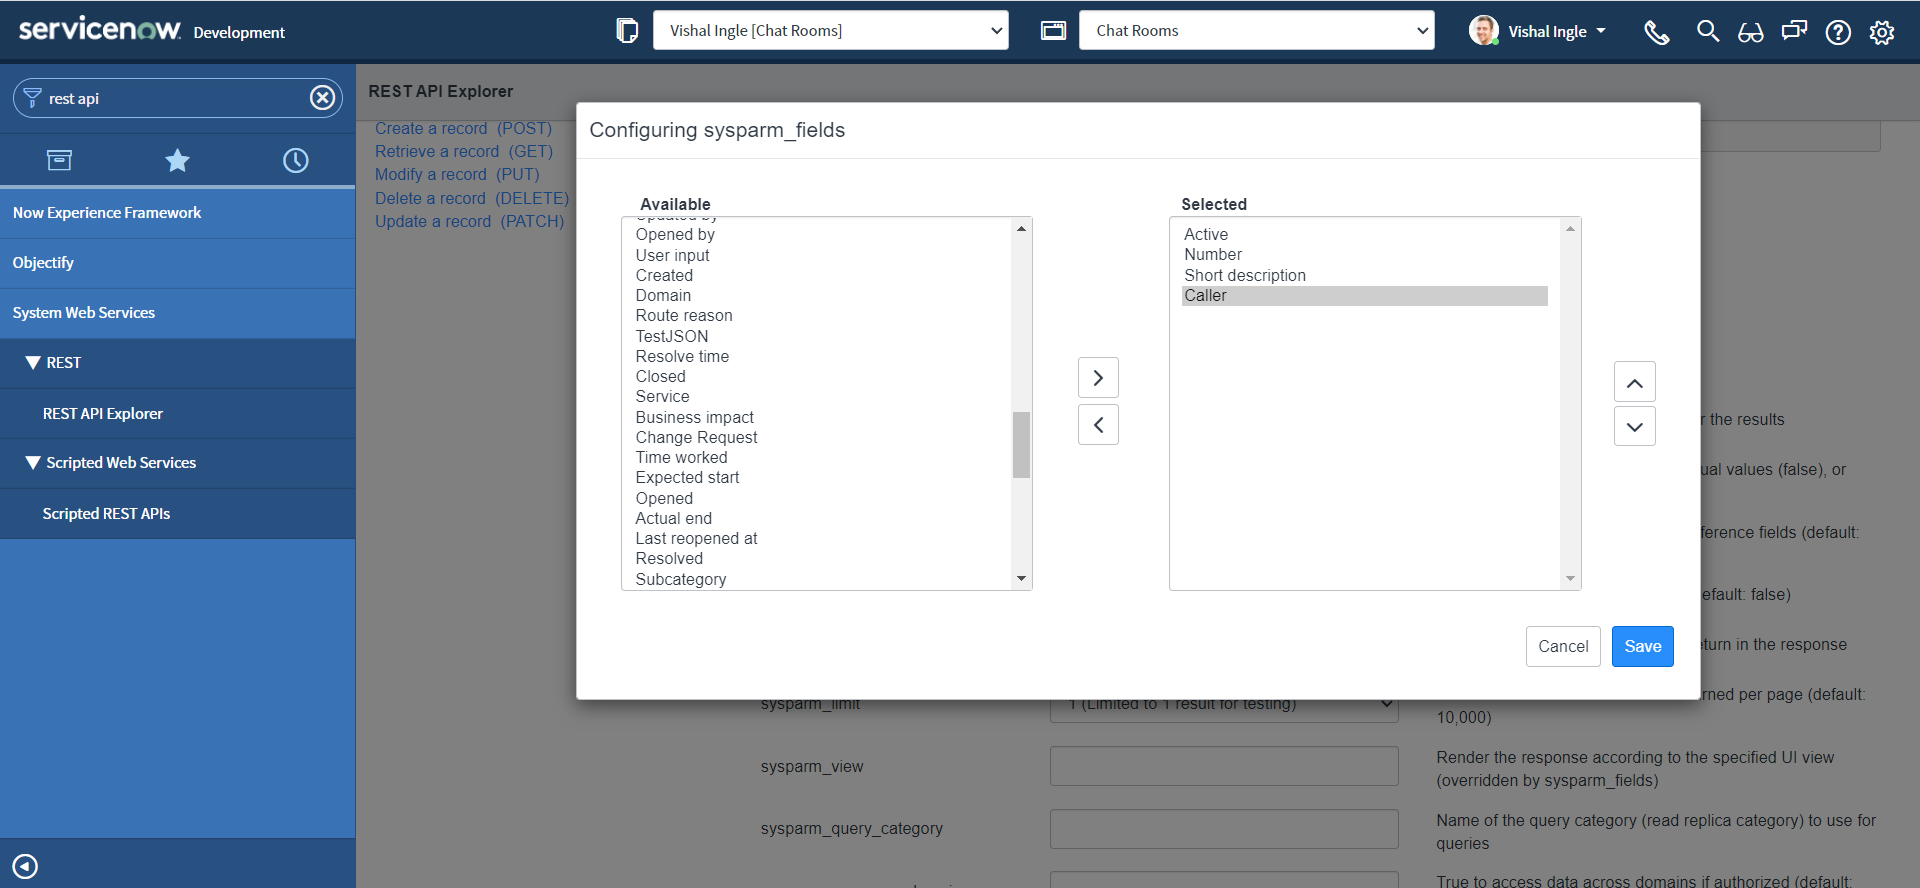 servicenow. Development
Vishal Ingle [Chat Rooms]
Chat Rooms
Vishal Ingle
rest api
Now Experience Framework
Objectify
System Web Services
REST
REST API Explorer
Scripted Web Services
Scripted REST APIs
REST API Explorer
Create a record (POST)
Retrieve a record (GET)
Modify a record (PUT)
Delete a record (DELETE)
Update a record (PATCH)
Configuring sysparm_fields
Available
Updated by
Opened by
User input
Created
Domain
Route reason
TestJSON
Resolve time
Closed
Service
Business impact
Change Request
Time worked
Expected start
Opened
Actual end
Last reopened at
Resolved
Subcategory
Selected
Active
Number
Short description
Caller
Cancel
Save
the results
values (false), or
fields (default:
false)
in the response
per page (default:
10,000)
sysparm_limit
1 (Limited to 1 result for testing)
sysparm_view
Render the response according to the specified UI view
(overridden by sysparm_fields)
sysparm_query_category
Name of the query category (read replica category) to use for
queries
True to access data across domains if authorized (default: